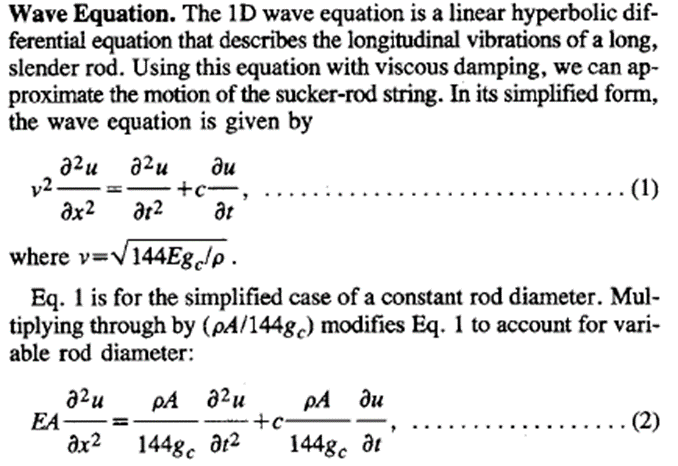 Wave Equation. The 1D wave equation is a linear hyperbolic dif-
ferential equation that describes the longitudinal vibrations of a long,
slender rod. Using this equation with viscous damping, we can ap-
proximate the motion of the sucker-rod string. In its simplified form,
the wave equation is given by
v² ∂²u/∂x² = ∂²u/∂t² + c ∂u/∂t, .............................(1)
where v=√144Eg_c/ρ .
Eq. 1 is for the simplified case of a constant rod diameter. Mul-
tiplying through by (ρA/144g_c) modifies Eq. 1 to account for vari-
able rod diameter:
EA ∂²u/∂x² = ρA/144g_c ∂²u/∂t² + c ρA/144g_c ∂u/∂t, ...................(2)